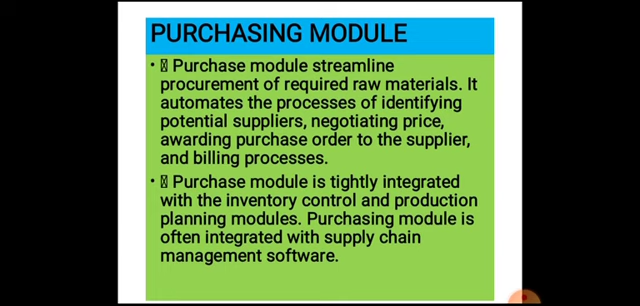 PURCHASING MODULE
• ▯ Purchase module streamline
procurement of required raw materials. It
automates the processes of identifying
potential suppliers, negotiating price,
awarding purchase order to the supplier,
and billing processes.
• ▯ Purchase module is tightly integrated
with the inventory control and production
planning modules. Purchasing module is
often integrated with supply chain
management software.